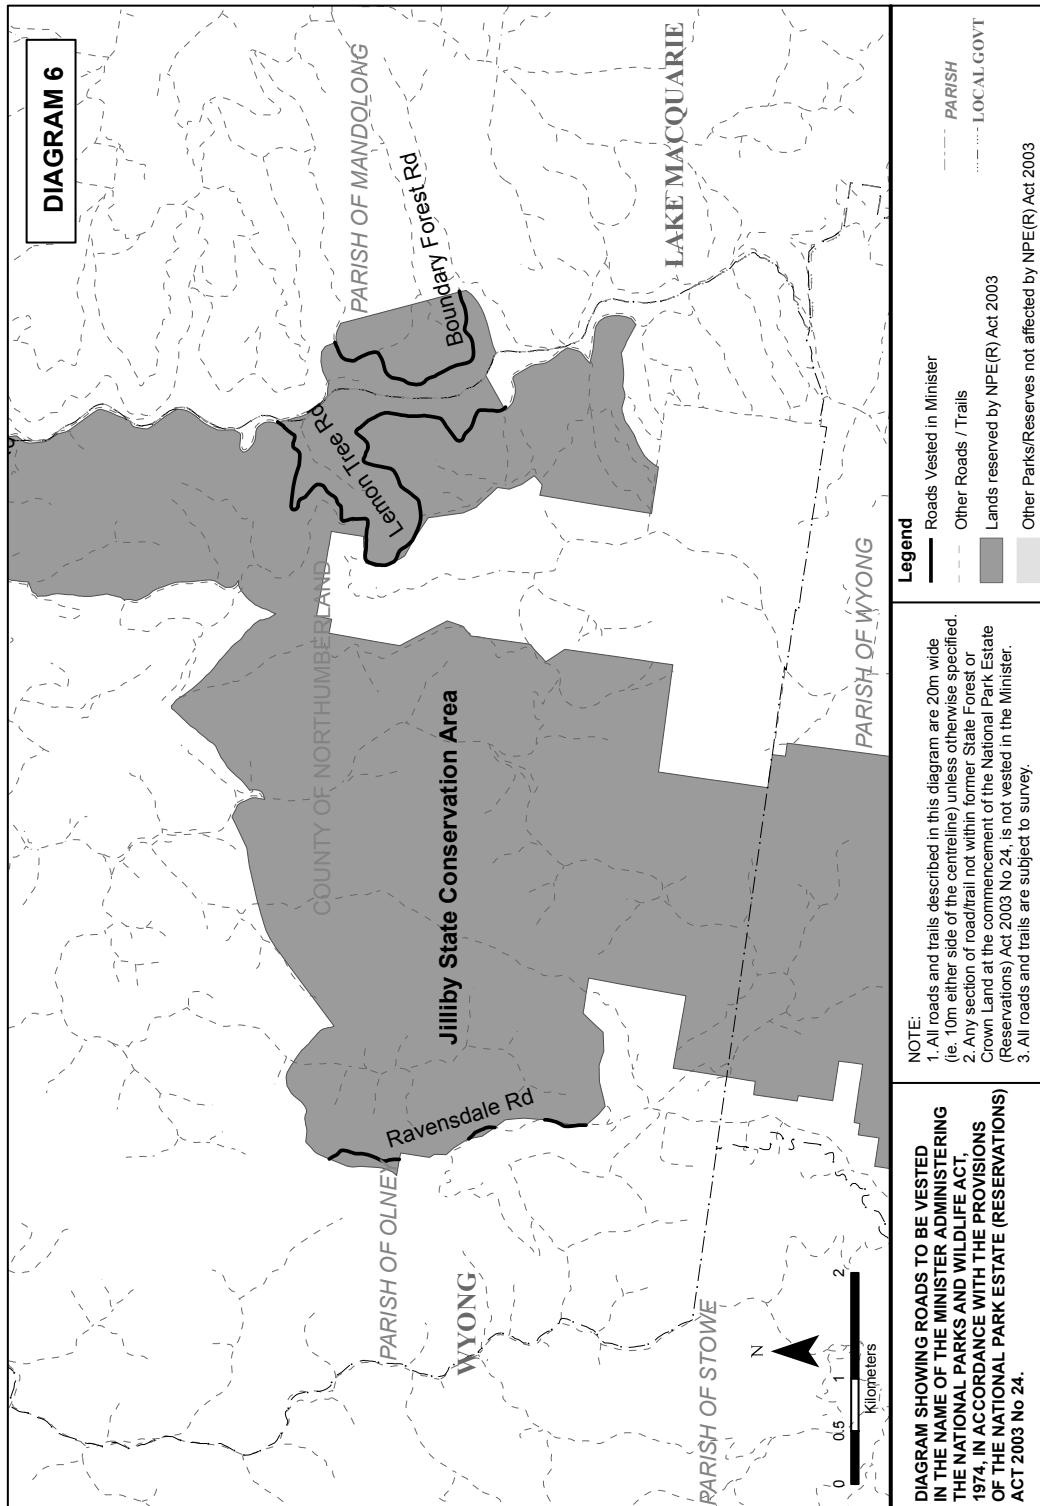 DIAGRAM 6
PARISH OF MANDOLONG
LAKE MACQUARIE
Boundary Forest Rd
Lemon Tree Rd
COUNTY OF NORTHUMBERLAND
Jilliby State Conservation Area
PARISH OF WYONG
Ravensdale Rd
PARISH OF OLNEY
WYONG
PARISH OF STOWE
N
0 0.5 1 2
Kilometers
DIAGRAM SHOWING ROADS TO BE VESTED
IN THE NAME OF THE MINISTER ADMINISTERING
THE NATIONAL PARKS AND WILDLIFE ACT,
1974, IN ACCORDANCE WITH THE PROVISIONS
OF THE NATIONAL PARK ESTATE (RESERVATIONS)
ACT 2003 No 24.
NOTE:
1. All roads and trails described in this diagram are 20m wide
(ie. 10m either side of the centreline) unless otherwise specified.
2. Any section of road/trail not within former State Forest or
Crown Land at the commencement of the National Park Estate
(Reservations) Act 2003 No 24, is not vested in the Minister.
3. All roads and trails are subject to survey.
Legend
Roads Vested in Minister
Other Roads / Trails
Lands reserved by NPE(R) Act 2003
Other Parks/Reserves not affected by NPE(R) Act 2003
PARISH
LOCAL GOVT